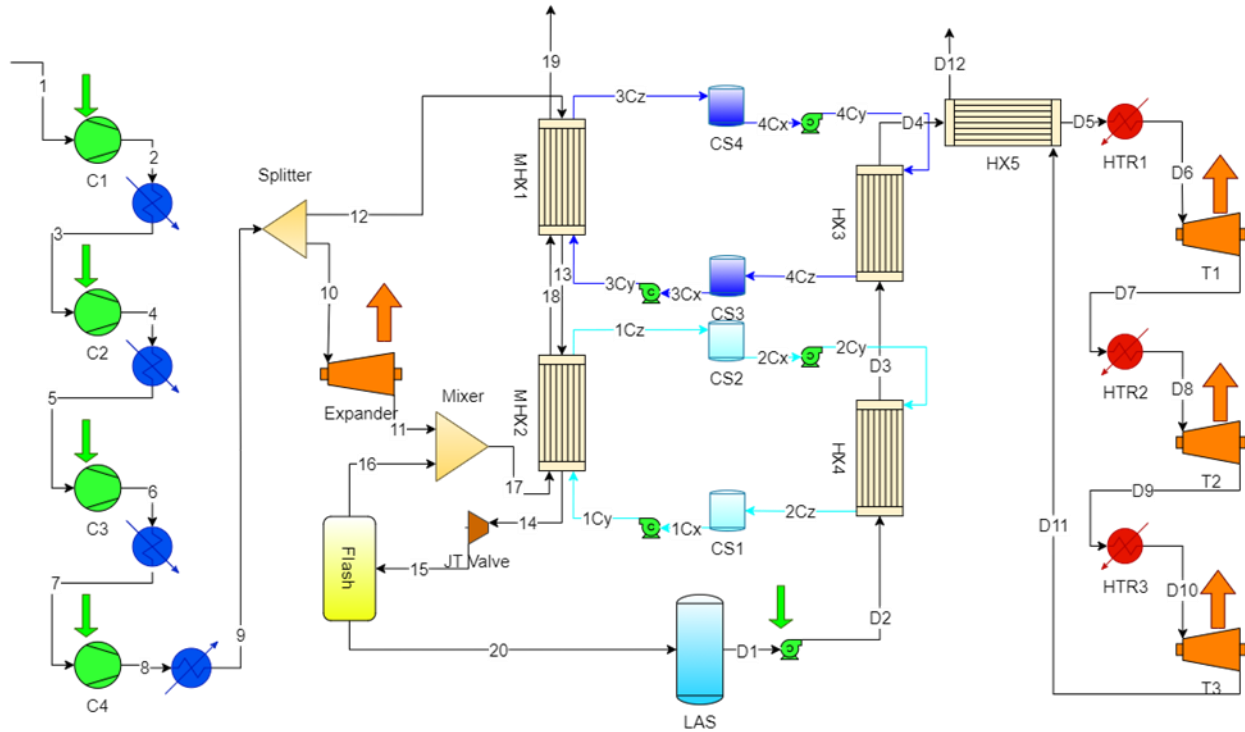 1
C1
2
3
C2
4
5
C3
6
7
C4
8
9
Splitter
10
12
Expander
11
Mixer
16
17
Flash
15
JT Valve
14
20
19
MHX1
13
18
MHX2
3Cz
CS4
4Cx
4Cy
3Cy
3Cx
CS3
4Cz
1Cz
CS2
2Cx
2Cy
1Cy
1Cx
CS1
2Cz
LAS
D1
D2
HX4
D3
HX3
D4
D12
HX5
D5
HTR1
D6
T1
D7
HTR2
D8
T2
D9
HTR3
D10
T3
D11
C
C
C
C